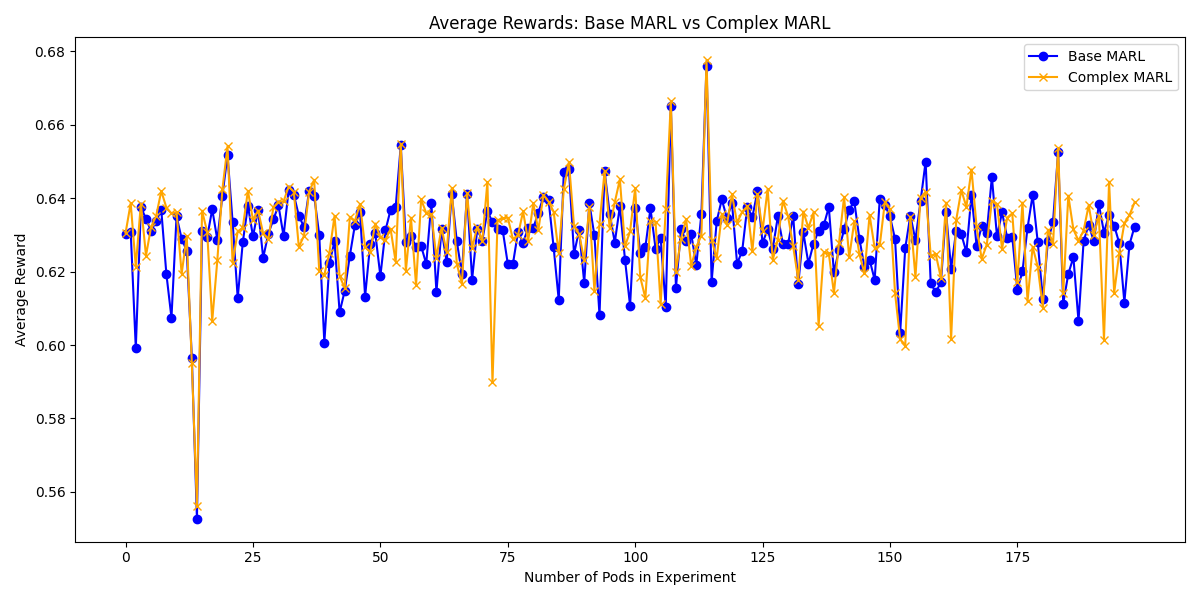 Average Rewards: Base MARL vs Complex MARL
Base MARL
Complex MARL
Average Reward
0.68
0.66
0.64
0.62
0.60
0.58
0.56
0 25 50 75 100 125 150 175
Number of Pods in Experiment